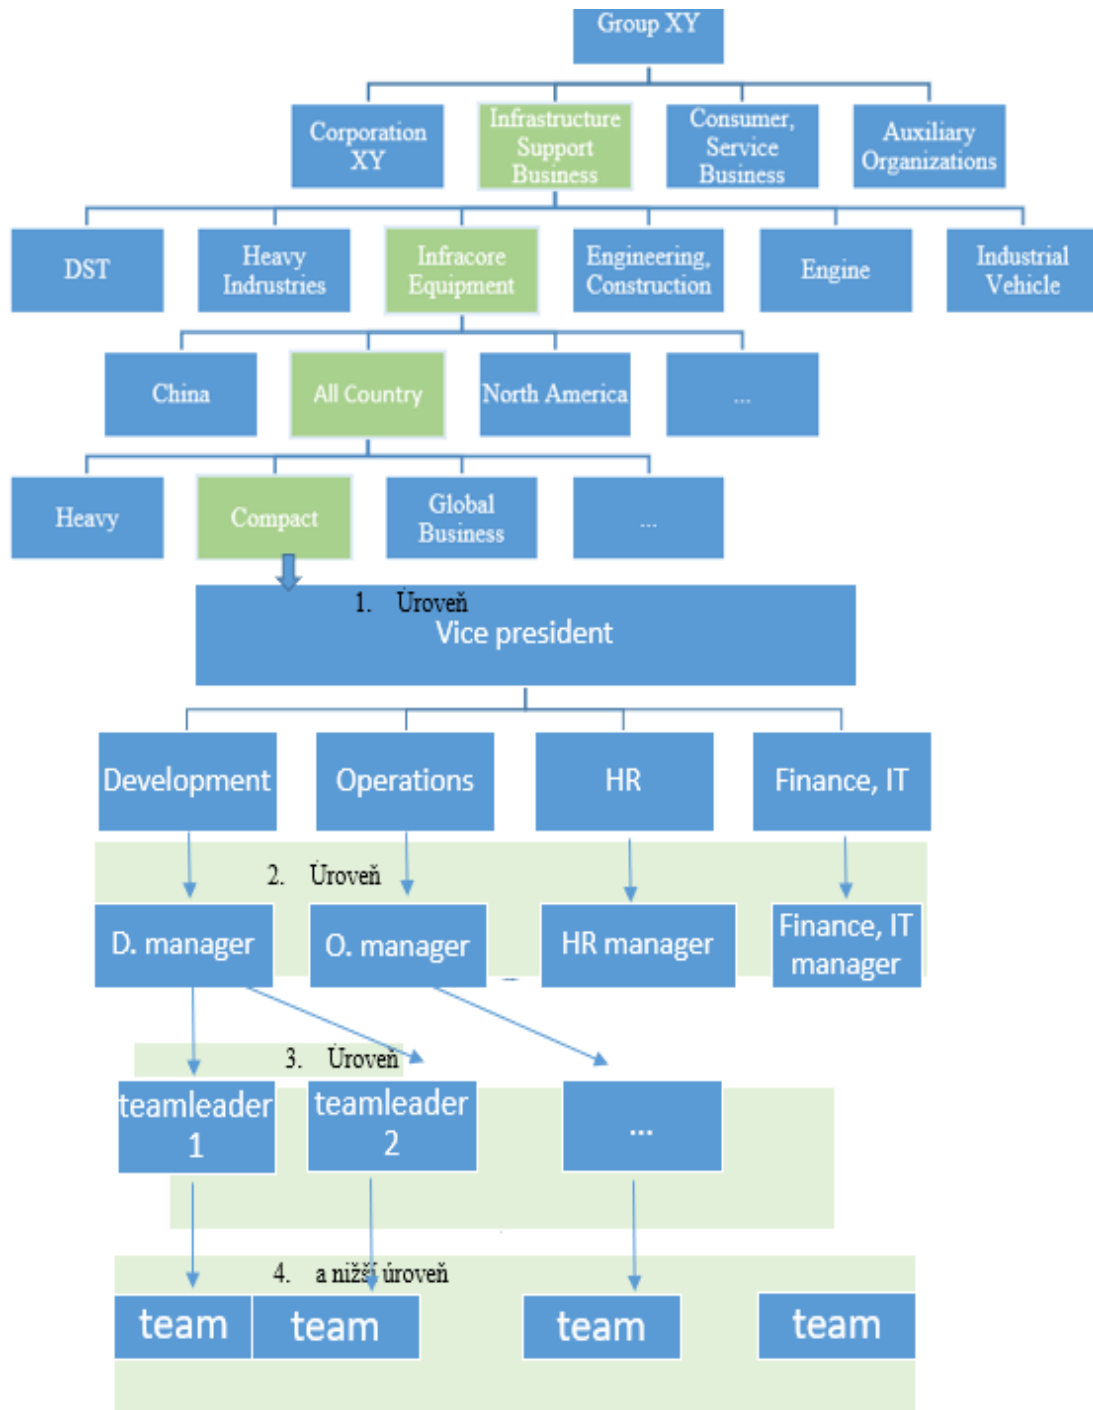 Group XY
Corporation
XY
Infrastructure
Support
Business
Consumer,
Service
Business
Auxiliary
Organizations
DST
Heavy
Indrustries
Infracore
Equipment
Engineering,
Construction
Engine
Industrial
Vehicle
China
All Country
North America
...
Heavy
Compact
Global
Business
...
1. Úroveň
Vice president
Development
Operations
HR
Finance, IT
2. Úroveň
D. manager
O. manager
HR manager
Finance, IT
manager
3. Úroveň
teamleader
1
teamleader
2
...
4. a nižší úroveň
team
team
team
team